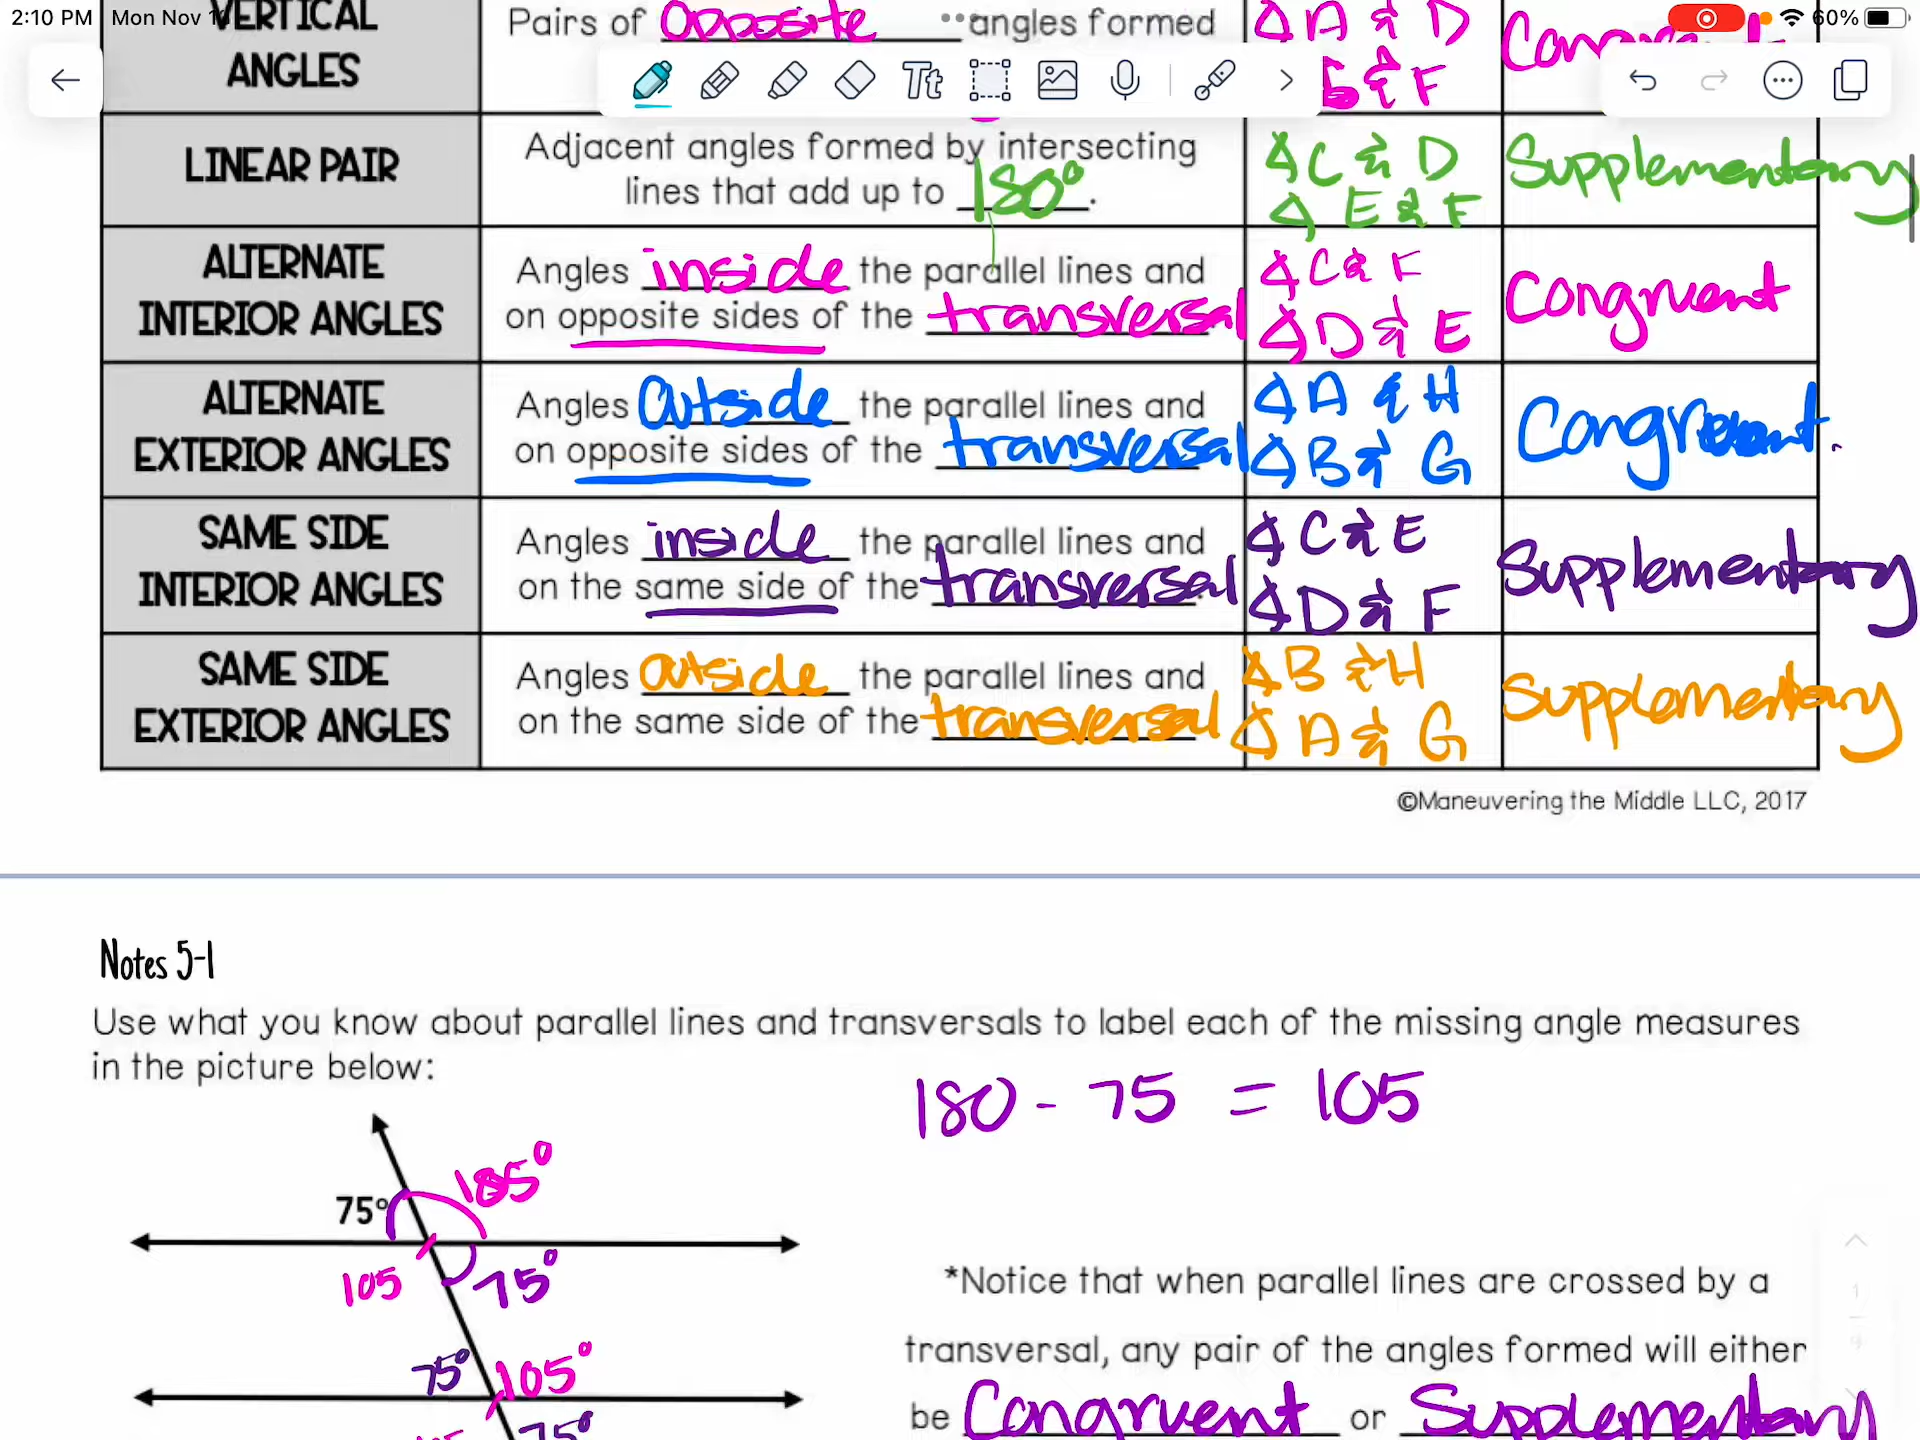 2:10 PM Mon Nov 60%
VERTICAL
ANGLES
Pairs of opposite angles formed
∡ A & D
& F
LINEAR PAIR
Adjacent angles formed by intersecting
lines that add up to 180°.
∡ C & D
∡ E & F
Supplementary
ALTERNATE
INTERIOR ANGLES
Angles inside the parallel lines and
on opposite sides of the transversal
∡ C & F
∡ D & E
Congruent
ALTERNATE
EXTERIOR ANGLES
Angles outside the parallel lines and
on opposite sides of the transversal
∡ A & H
∡ B & G
Congruent.
SAME SIDE
INTERIOR ANGLES
Angles inside the parallel lines and
on the same side of the transversal
∡ C & E
∡ D & F
Supplementary
SAME SIDE
EXTERIOR ANGLES
Angles outside the parallel lines and
on the same side of the transversal
∡ B & H
∡ A & G
Supplementary
©Maneuvering the Middle LLC, 2017
Notes 5-1
Use what you know about parallel lines and transversals to label each of the missing angle measures
in the picture below:
180 - 75 = 105
75°
105 75°
75° 105°
75°
*Notice that when parallel lines are crossed by a
transversal, any pair of the angles formed will either
be Congruent or Supplementary